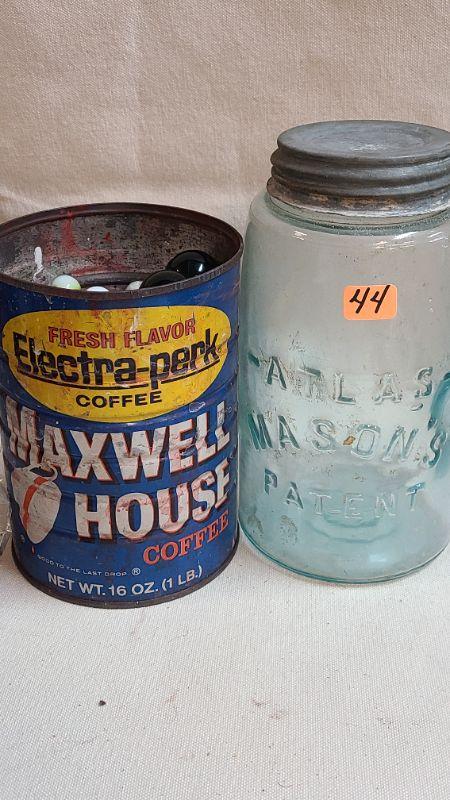 FRESH FLAVOR
Electra-perk
COFFEE
MAXWELL
HOUSE
COFFEE
GOOD TO THE LAST DROP ®
NET WT. 16 OZ. (1 LB.)
44
ATLAS
MASON'S
PATENT